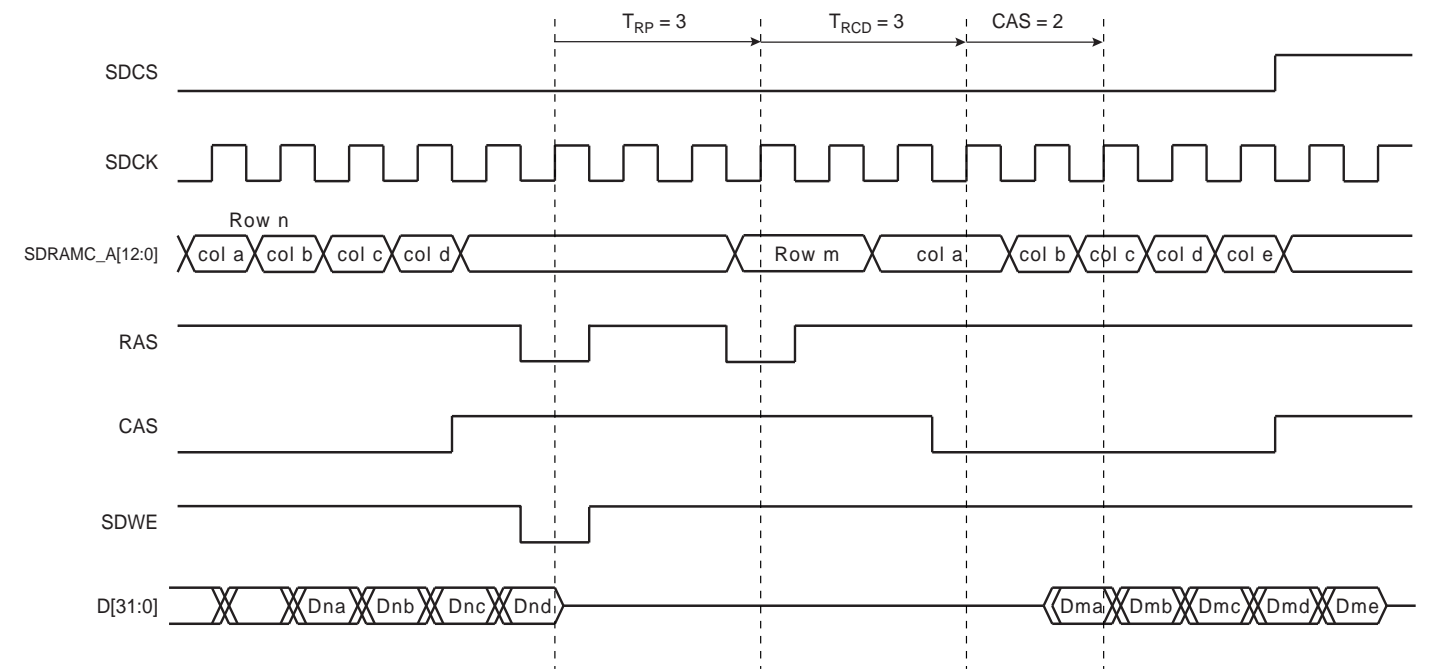 T_RP = 3 T_RCD = 3 CAS = 2
SDCS
SDCK
Row n
SDRAMC_A[12:0] col a col b col c col d Row m col a col b col c col d col e
RAS
CAS
SDWE
D[31:0] Dna Dnb Dnc Dnd Dma Dmb Dmc Dmd Dme